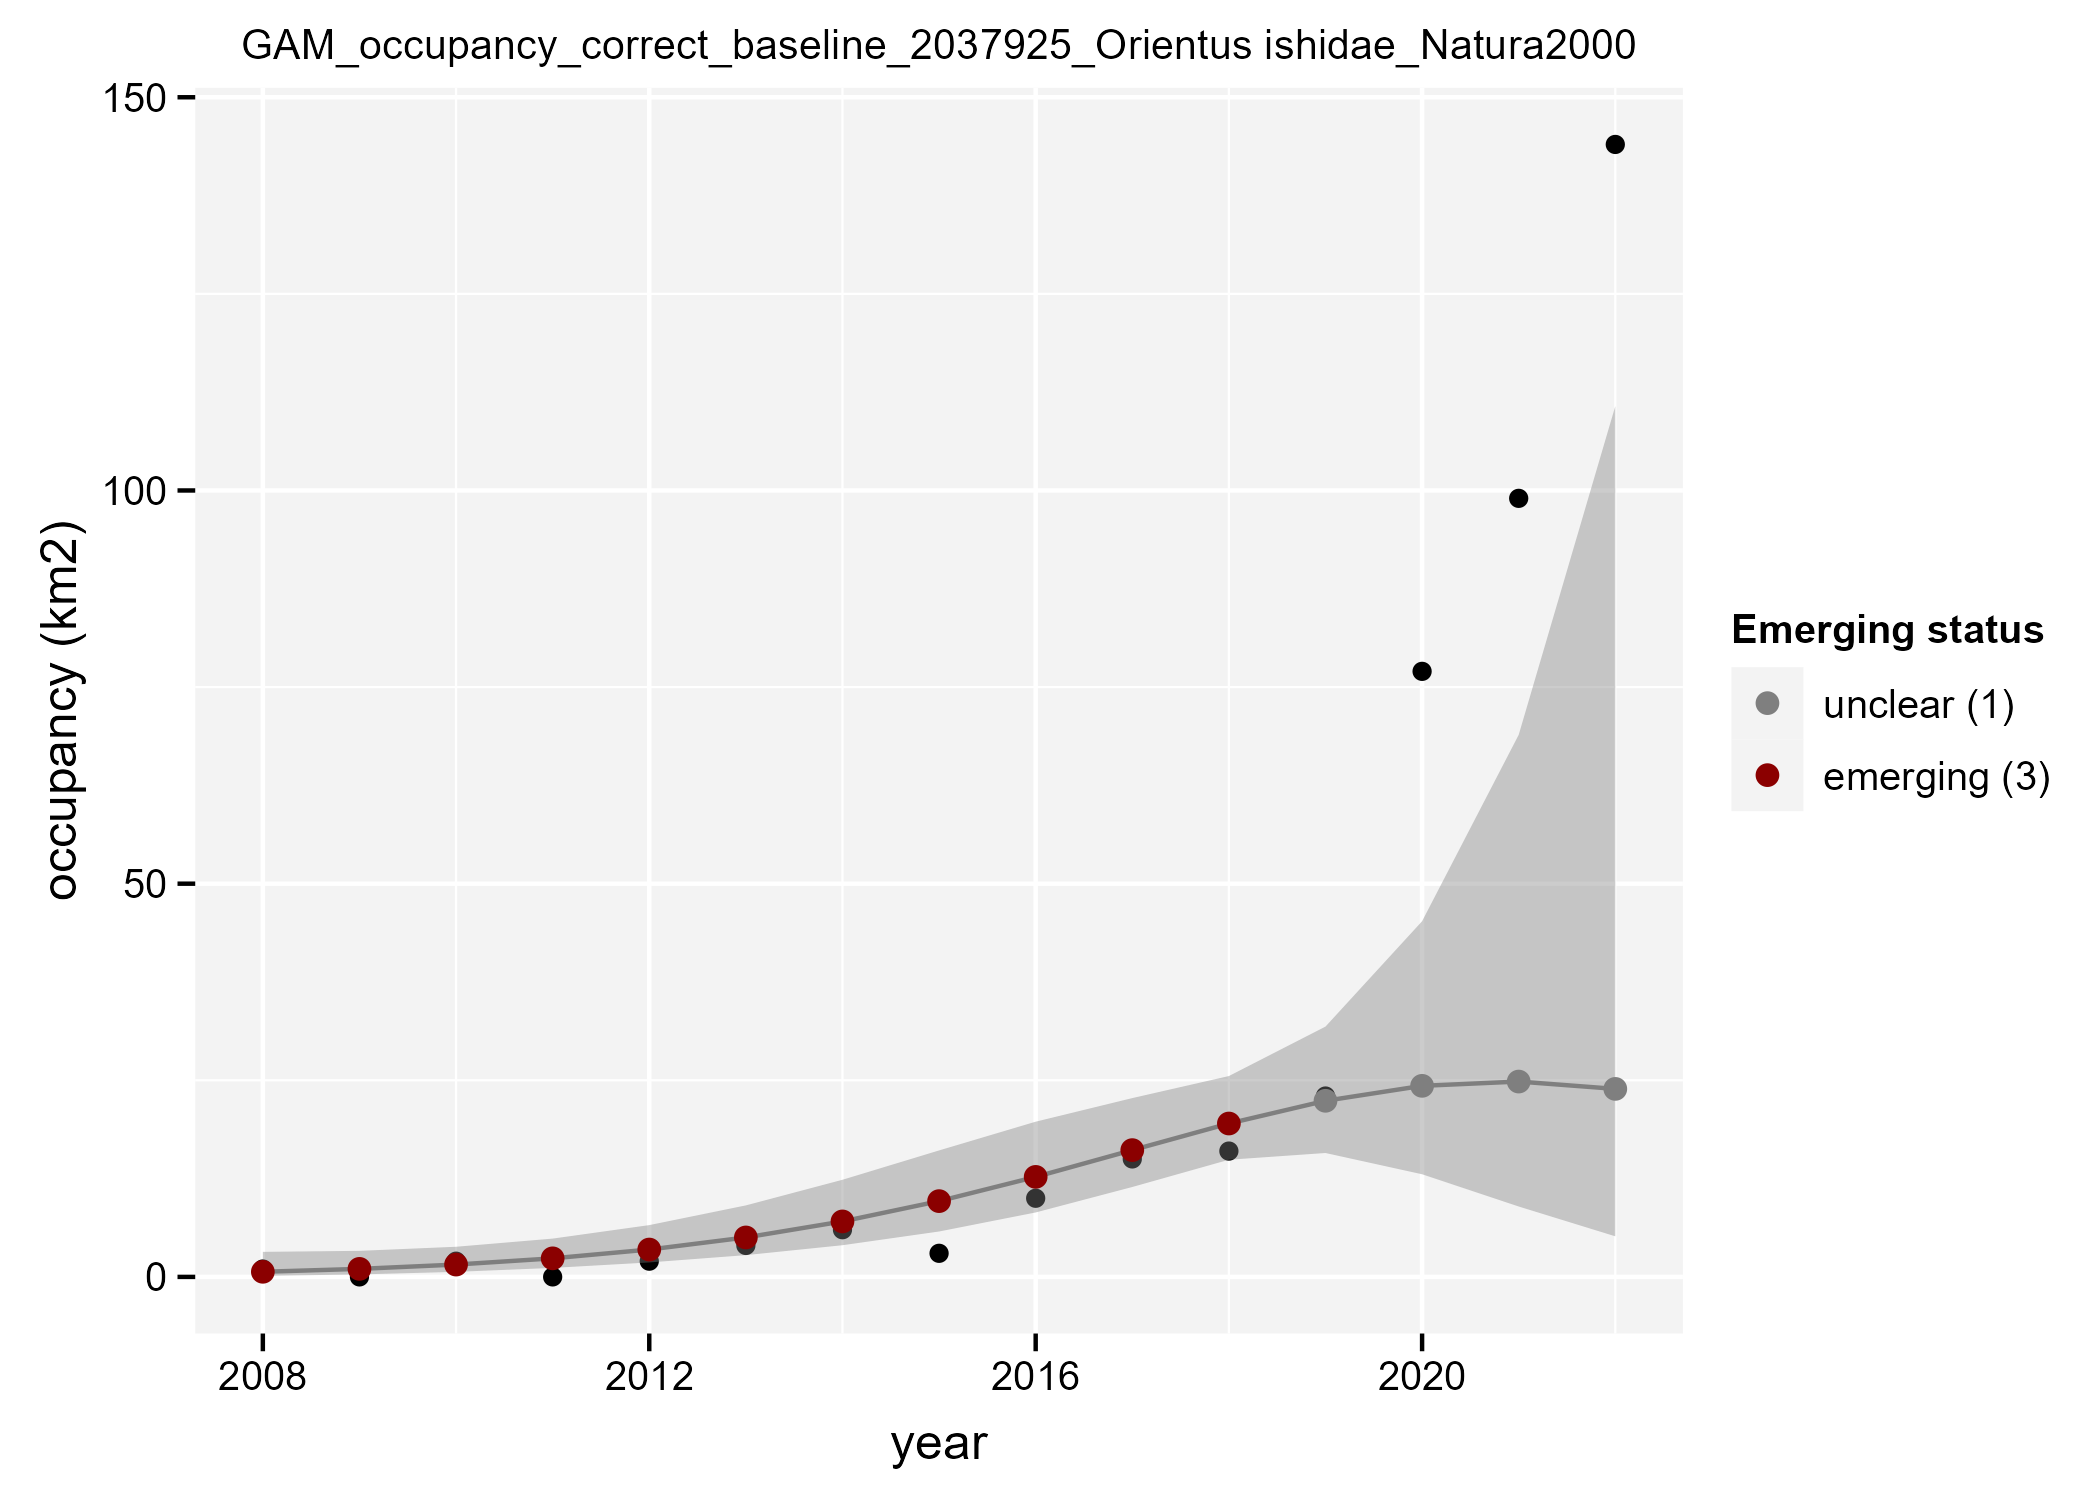 GAM_occupancy_correct_baseline_2037925_Orientus ishidae_Natura2000
150
100
50
0
occupancy (km2)
2008
2012
2016
2020
year
Emerging status
unclear (1)
emerging (3)